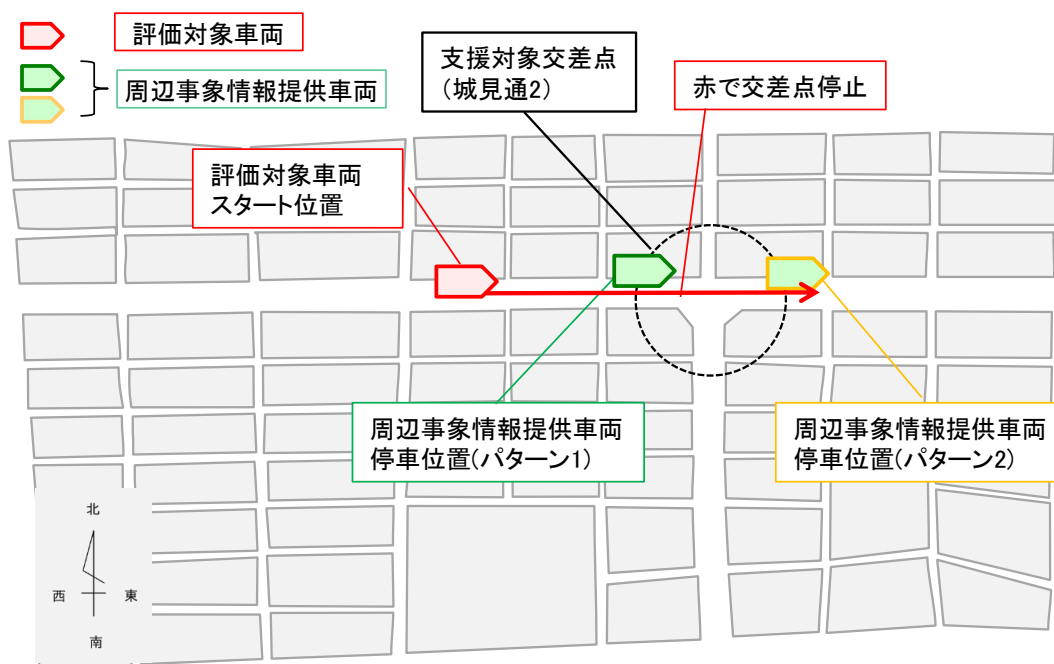 評価対象車両
周辺事象情報提供車両
支援対象交差点
(城見通2)
赤で交差点停止
評価対象車両
スタート位置
周辺事象情報提供車両
停車位置(パターン1)
周辺事象情報提供車両
停車位置(パターン2)
北
西
東
南